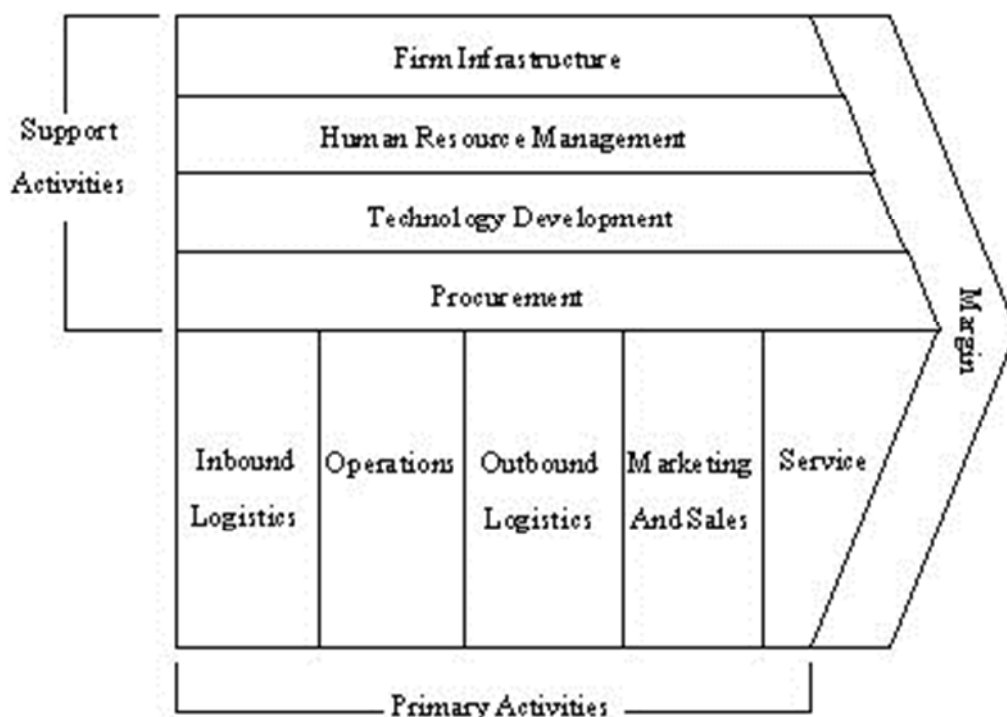 Firm Infrastructure
Support
Activities
Human Resource Management
Technology Development
Procurement
Margin
Inbound
Logistics
Operations
Outbound
Logistics
Marketing
And Sales
Service
Primary Activities